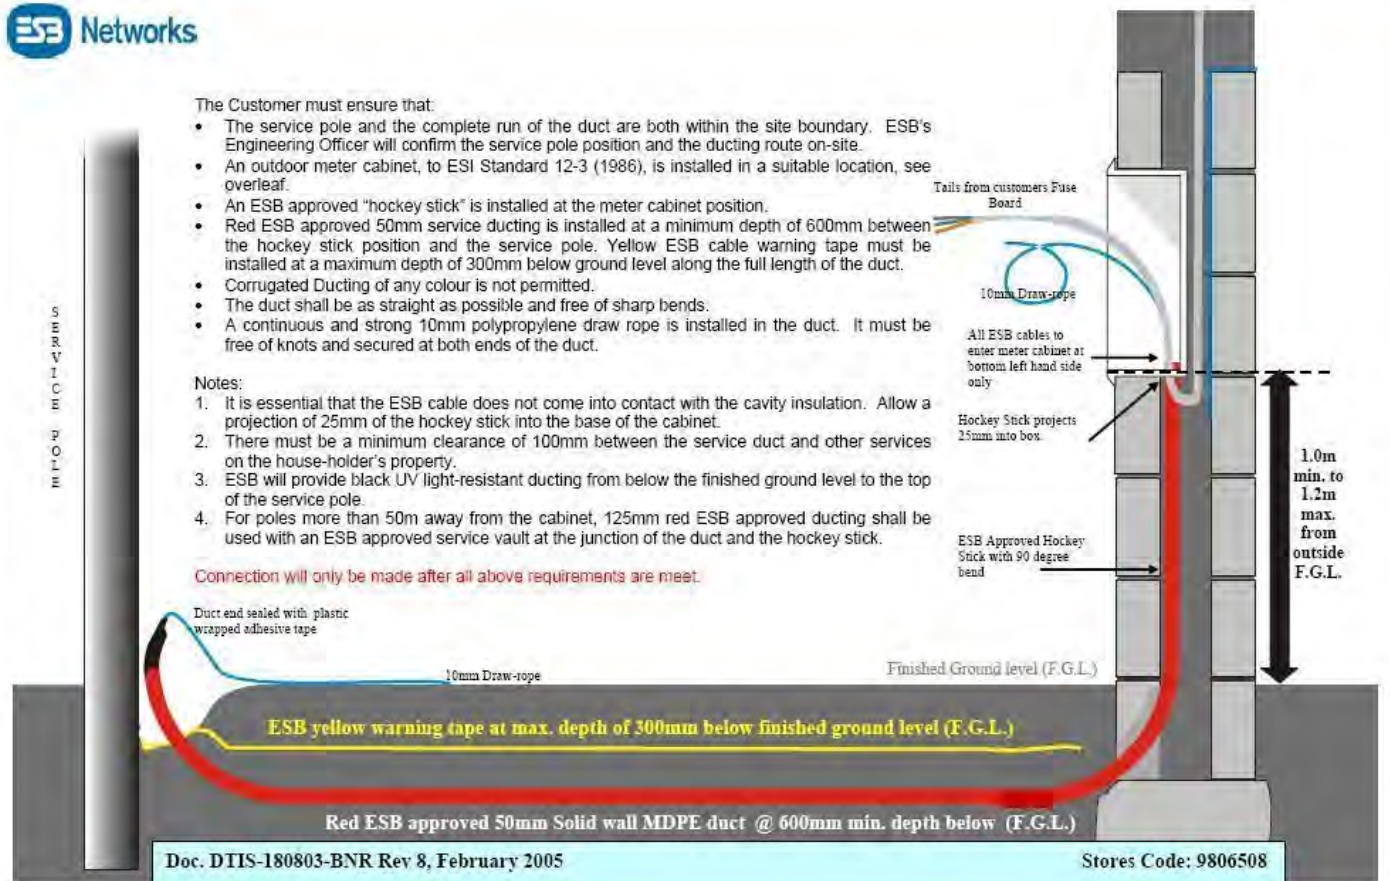 ESB Networks
The Customer must ensure that:
• The service pole and the complete run of the duct are both within the site boundary. ESB's
Engineering Officer will confirm the service pole position and the ducting route on-site.
• An outdoor meter cabinet, to ESI Standard 12-3 (1986), is installed in a suitable location, see
overleaf.
• An ESB approved "hockey stick" is installed at the meter cabinet position.
• Red ESB approved 50mm service ducting is installed at a minimum depth of 600mm between
the hockey stick position and the service pole. Yellow ESB cable warning tape must be
installed at a maximum depth of 300mm below ground level along the full length of the duct.
• Corrugated Ducting of any colour is not permitted.
• The duct shall be as straight as possible and free of sharp bends.
• A continuous and strong 10mm polypropylene draw rope is installed in the duct. It must be
free of knots and secured at both ends of the duct.
Notes:
1. It is essential that the ESB cable does not come into contact with the cavity insulation. Allow a
projection of 25mm of the hockey stick into the base of the cabinet.
2. There must be a minimum clearance of 100mm between the service duct and other services
on the house-holder's property.
3. ESB will provide black UV light-resistant ducting from below the finished ground level to the top
of the service pole.
4. For poles more than 50m away from the cabinet, 125mm red ESB approved ducting shall be
used with an ESB approved service vault at the junction of the duct and the hockey stick.
Connection will only be made after all above requirements are meet.
SERVICE POLE
Tails from customers Fuse
Board
10mm Draw-rope
All ESB cables to
enter meter cabinet at
bottom left hand side
only
Hockey Stick projects
25mm into box.
ESB Approved Hockey
Stick with 90 degree
bend
1.0m
min. to
1.2m
max.
from
outside
F.G.L.
Duct end sealed with plastic
wrapped adhesive tape
10mm Draw-rope
Finished Ground level (F.G.L.)
ESB yellow warning tape at max. depth of 300mm below finished ground level (F.G.L.)
Red ESB approved 50mm Solid wall MDPE duct @ 600mm min. depth below (F.G.L.)
Doc. DTIS-180803-BNR Rev 8, February 2005
Stores Code: 9806508